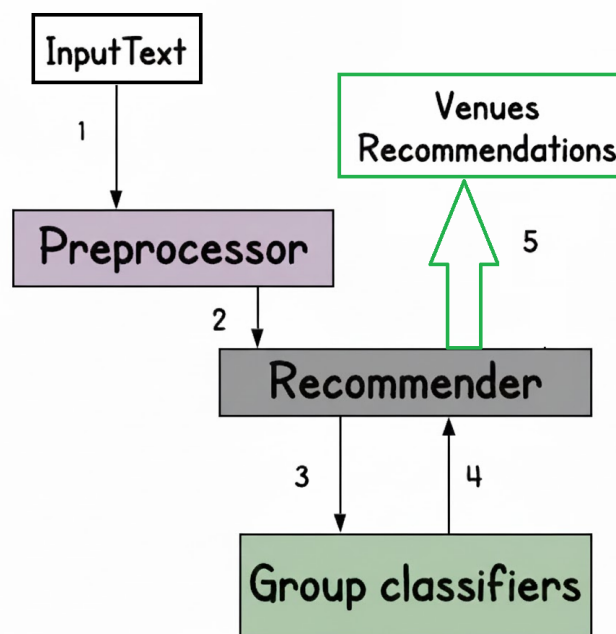 InputText
1
Venues
Recommendations
Preprocessor
5
2
Recommender
3
4
Group classifiers